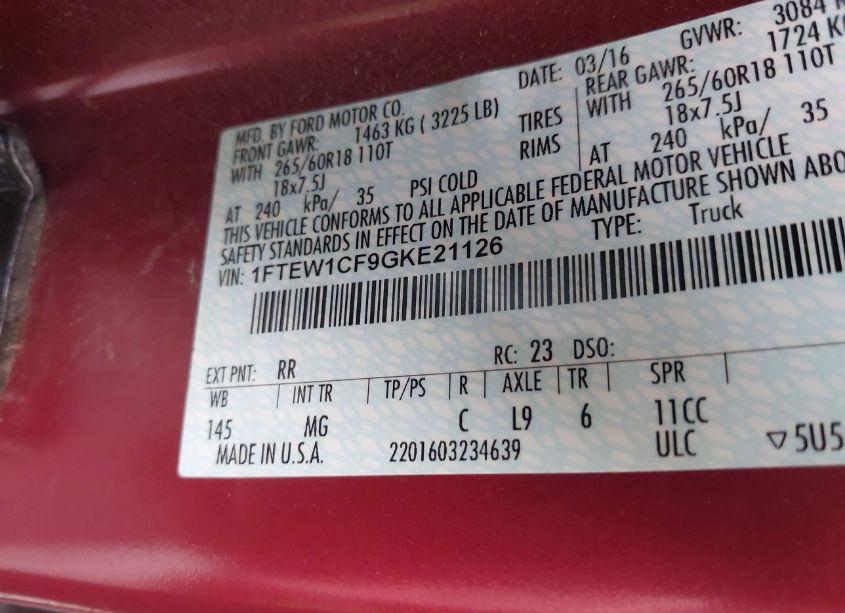 MFD. BY FORD MOTOR CO. DATE: 03/16 GVWR: 3084
FRONT GAWR: 1463 KG ( 3225 LB) REAR GAWR: 1724
WITH 265/60R18 110T TIRES WITH 265/60R18 110T
18x7.5J RIMS 18x7.5J
AT 240 kPa/ 35 PSI COLD AT 240 kPa/ 35
THIS VEHICLE CONFORMS TO ALL APPLICABLE FEDERAL MOTOR VEHICLE
SAFETY STANDARDS IN EFFECT ON THE DATE OF MANUFACTURE SHOWN ABO
VIN: 1FTEW1CF9GKE21126 TYPE: Truck
EXT PNT: RR RC: 23 DSO:
WB INT TR TP/PS R AXLE TR SPR
145 MG C L9 6 11CC
MADE IN U.S.A. 2201603234639 ULC ▽5U5